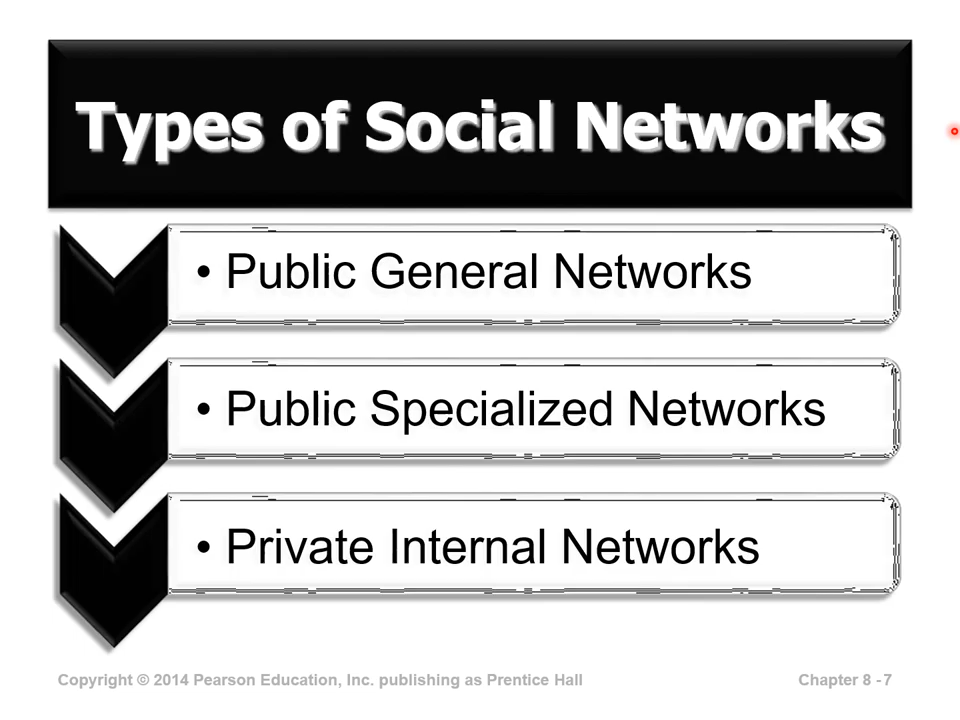 Types of Social Networks
• Public General Networks
• Public Specialized Networks
• Private Internal Networks
Copyright © 2014 Pearson Education, Inc. publishing as Prentice Hall
Chapter 8 - 7